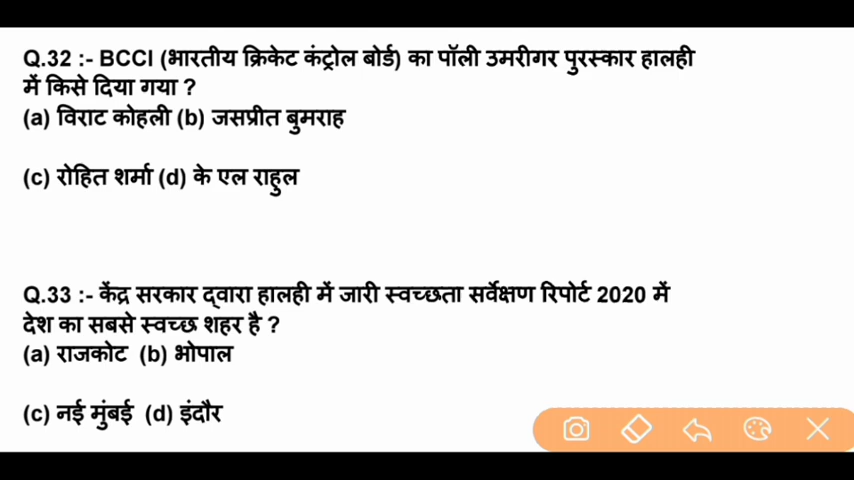 Q.32 :- BCCI (भारतीय क्रिकेट कंट्रोल बोर्ड) का पॉली उमरीगर पुरस्कार हालही
में किसे दिया गया ?
(a) विराट कोहली (b) जसप्रीत बुमराह
(c) रोहित शर्मा (d) के एल राहुल
Q.33 :- केंद्र सरकार द्वारा हालही में जारी स्वच्छता सर्वेक्षण रिपोर्ट 2020 में
देश का सबसे स्वच्छ शहर है ?
(a) राजकोट (b) भोपाल
(c) नई मुंबई (d) इंदौर